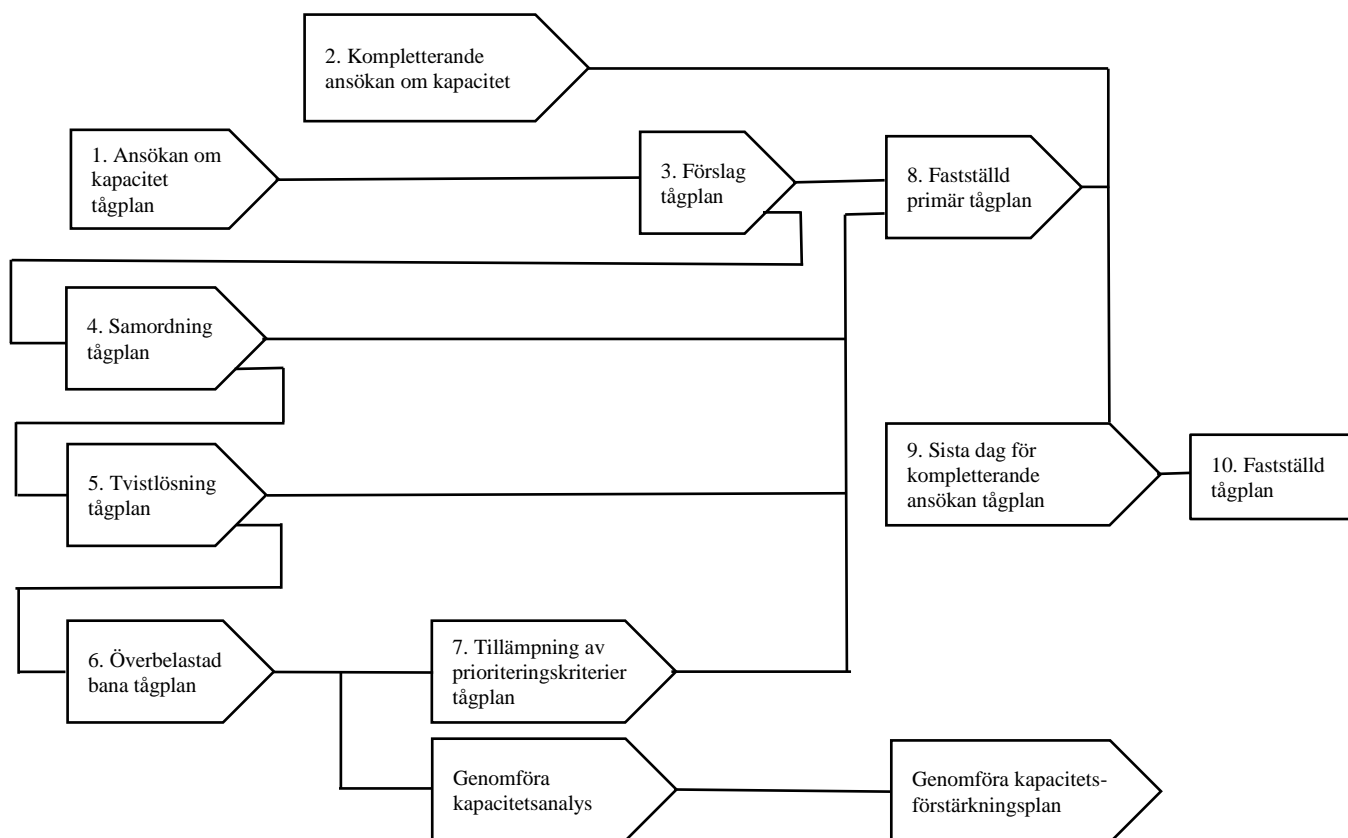 2. Kompletterande
ansökan om kapacitet
1. Ansökan om
kapacitet
tågplan
3. Förslag
tågplan
8. Fastställd
primär tågplan
4. Samordning
tågplan
5. Tvistlösning
tågplan
9. Sista dag för
kompletterande
ansökan tågplan
10. Fastställd
tågplan
6. Överbelastad
bana tågplan
7. Tillämpning av
prioriteringskriterier
tågplan
Genomföra
kapacitetsanalys
Genomföra kapacitets-
förstärkningsplan